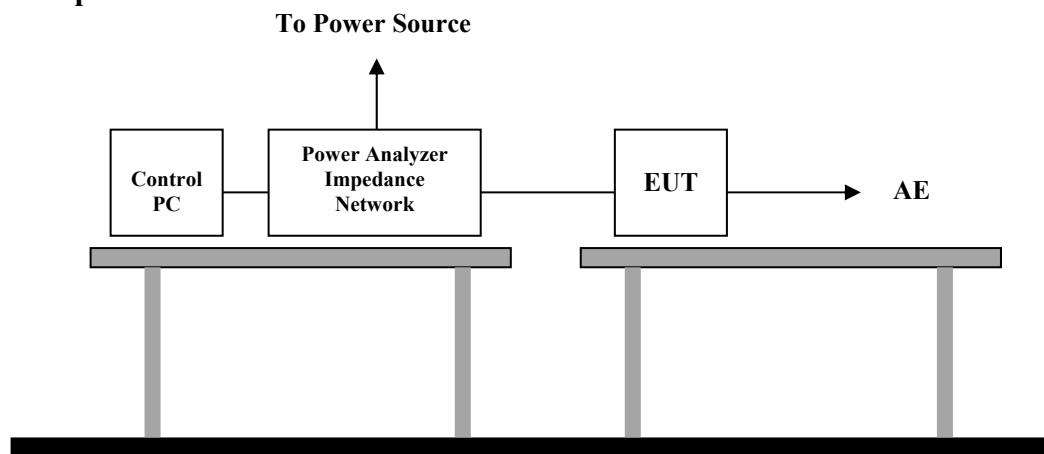 To Power Source
Control
PC
Power Analyzer
Impedance
Network
EUT
AE